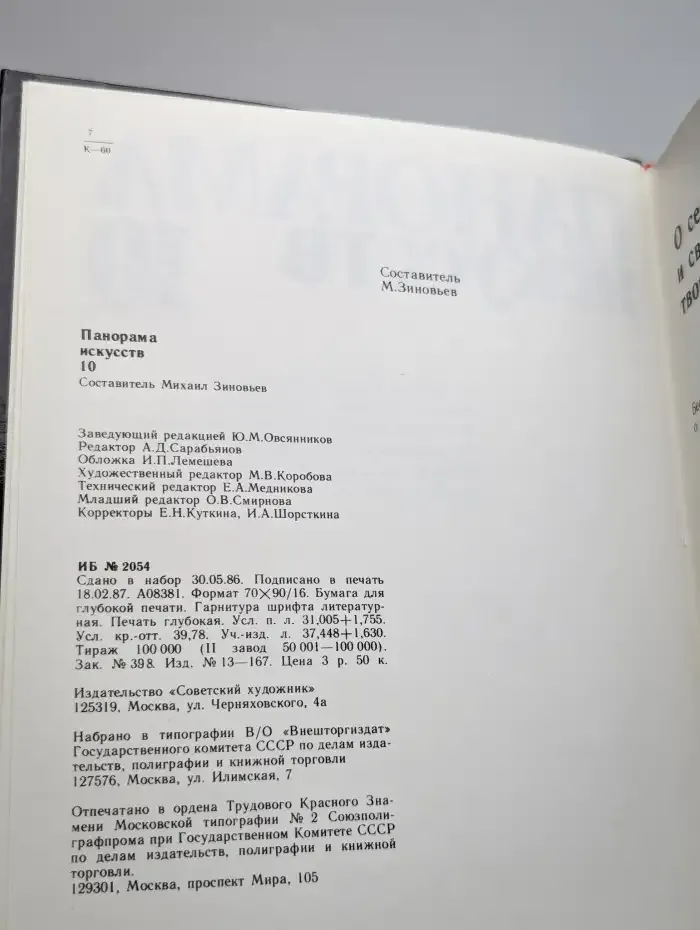 7
К—60
Составитель
М.Зиновьев
Панорама
искусств
10
Составитель Михаил Зиновьев
Заведующий редакцией Ю.М.Овсянников
Редактор А.Д.Сарабьянов
Обложка И.П.Лемешева
Художественный редактор М.В.Коробова
Технический редактор Е.А.Медникова
Младший редактор О.В.Смирнова
Корректоры Е.Н.Куткина, И.А.Шорсткина
ИБ № 2054
Сдано в набор 30.05.86. Подписано в печать
18.02.87. А08381. Формат 70×90/16. Бумага для
глубокой печати. Гарнитура шрифта литератур-
ная. Печать глубокая. Усл. п. л. 31,005+1,755.
Усл. кр.-отт. 39,78. Уч.-изд. л. 37,448+1,630.
Тираж 100 000 (II завод 50 001—100 000).
Зак. № 398. Изд. № 13—167. Цена 3 р. 50 к.
Издательство «Советский художник»
125319, Москва, ул. Черняховского, 4а
Набрано в типографии В/О «Внешторгиздат»
Государственного комитета СССР по делам изда-
тельств, полиграфии и книжной торговли
127576, Москва, ул. Илимская, 7
Отпечатано в ордена Трудового Красного Зна-
мени Московской типографии № 2 Союзполи-
графпрома при Государственном Комитете СССР
по делам издательств, полиграфии и книжной
торговли.
129301, Москва, проспект Мира, 105
О се
и св
тво